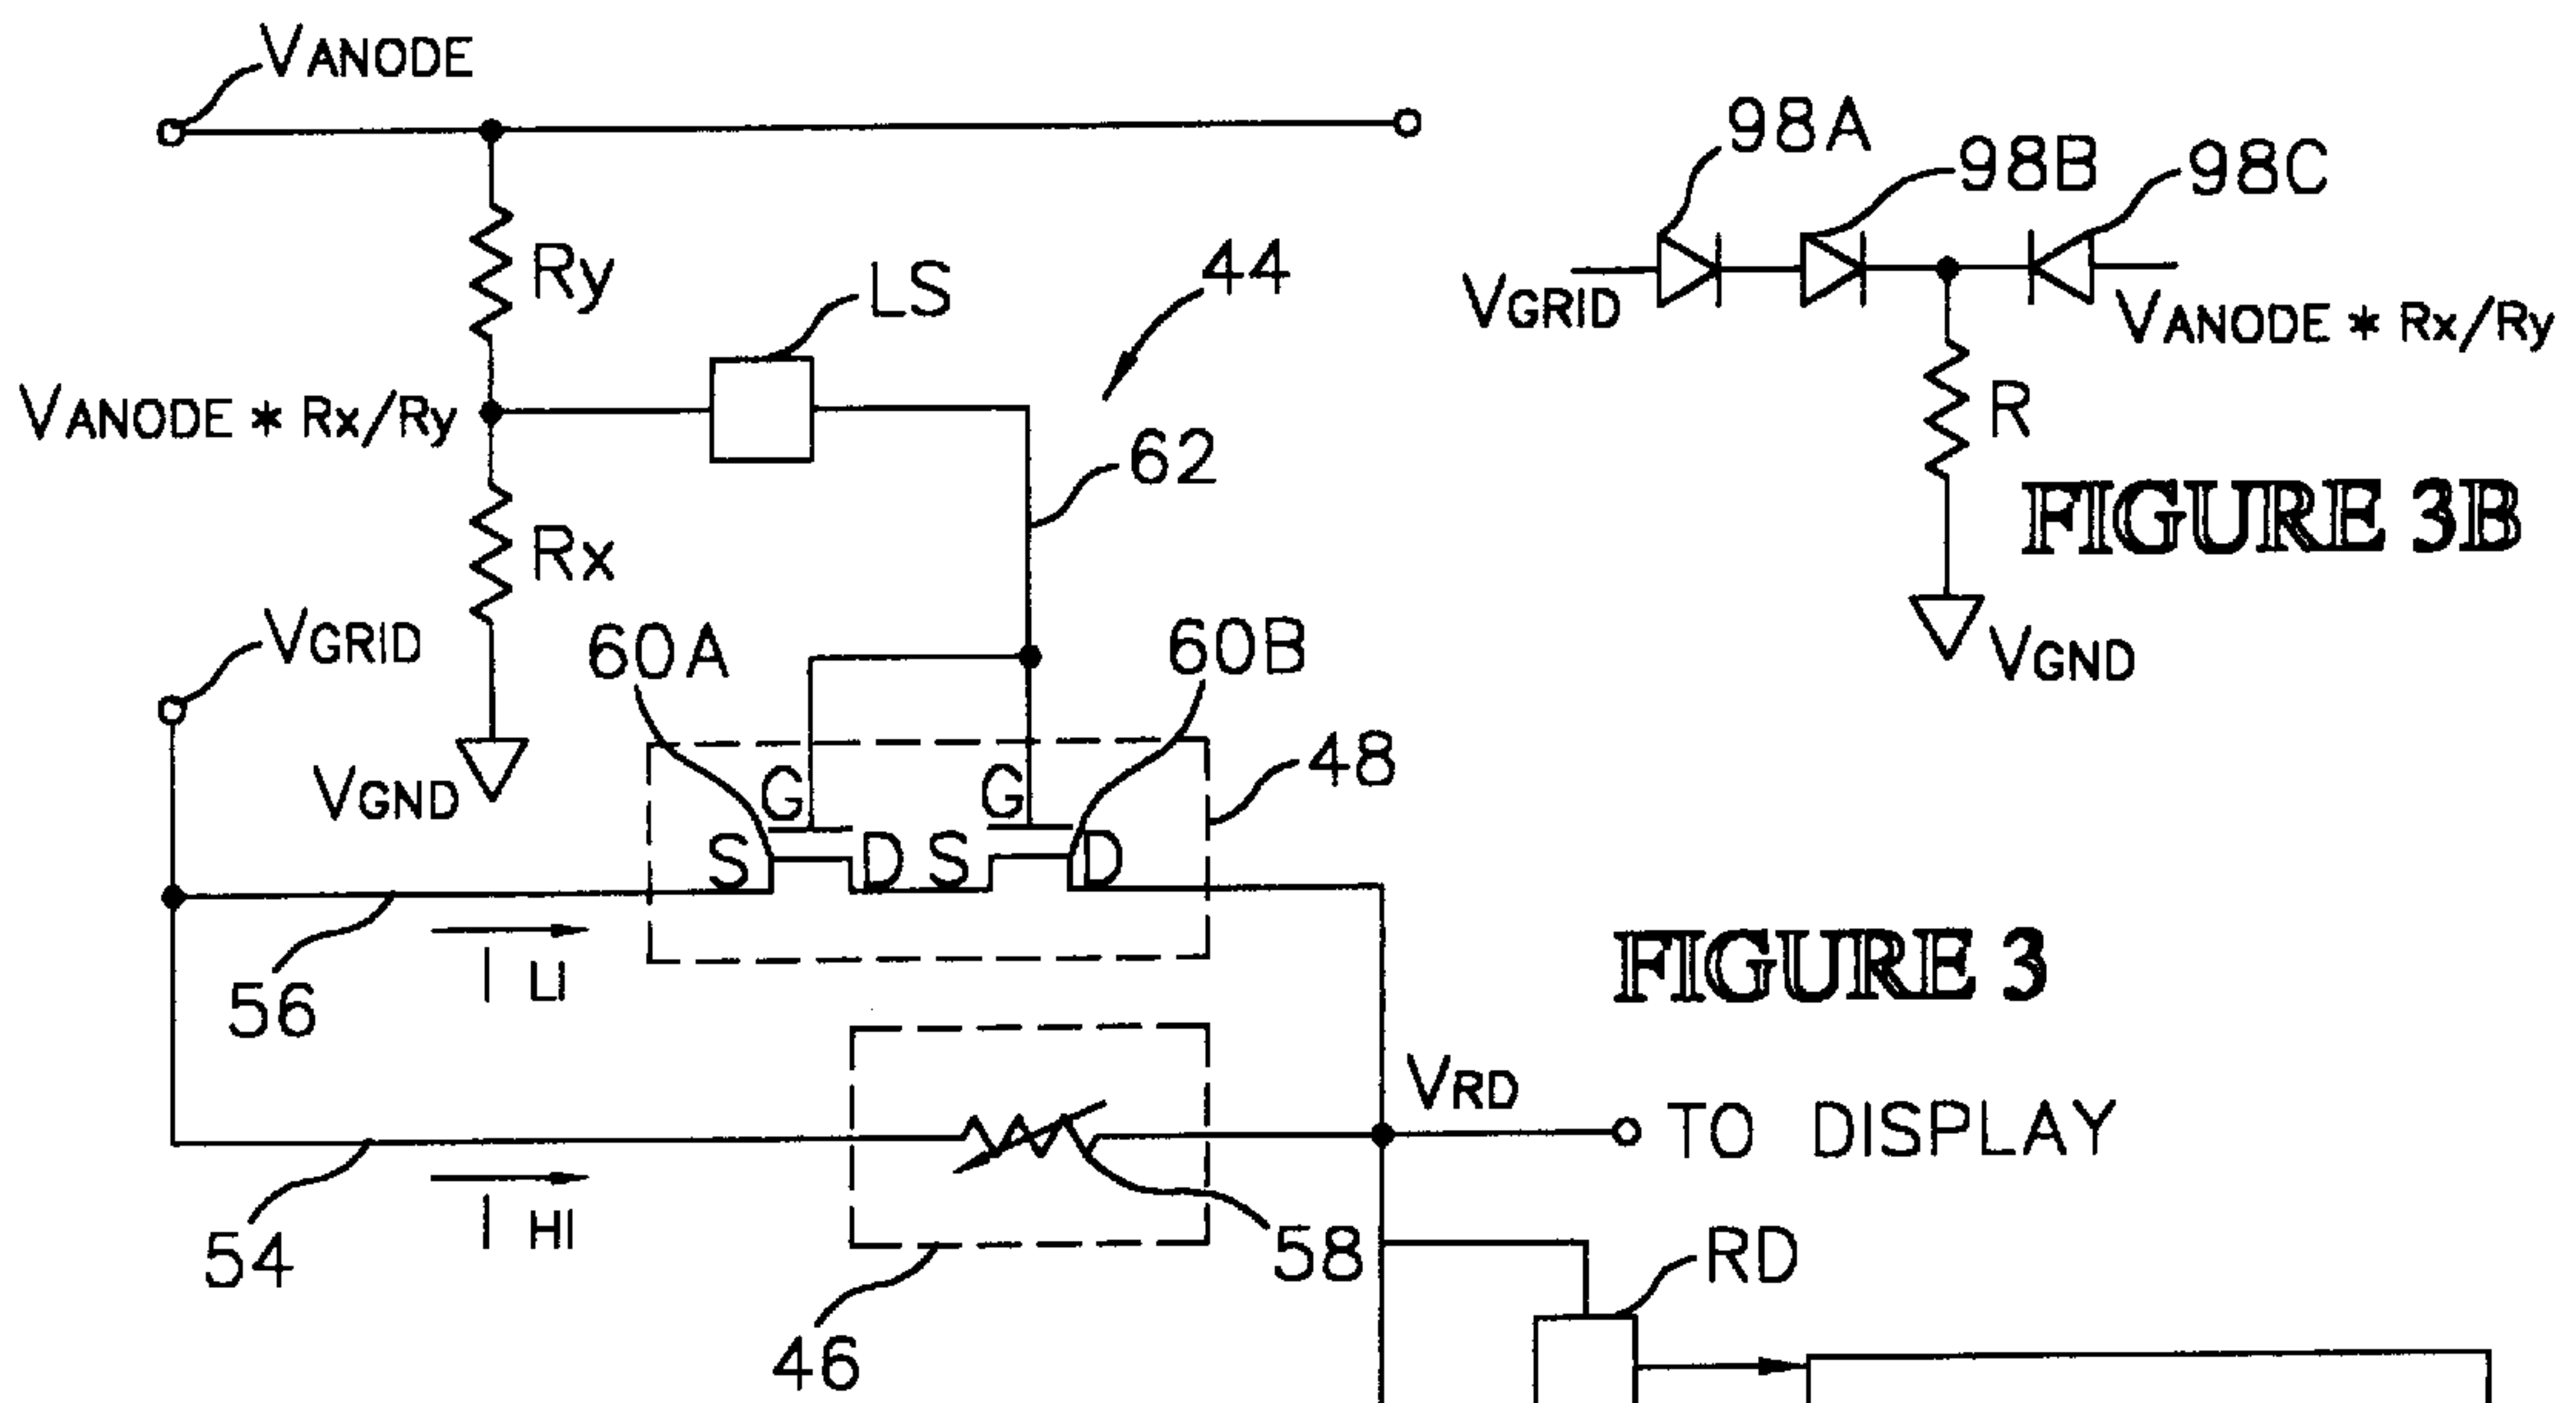 VANODE
98A
98B
98C
Ry
LS
44
VGRID
VANODE * Rx/Ry
VANODE * Rx/Ry
62
R
FIGURE 3B
Rx
VGRID
60A
60B
VGND
48
VGND
G
G
S
D
S
D
56
I LI
FIGURE 3
VRD
TO DISPLAY
54
I HI
58
RD
46